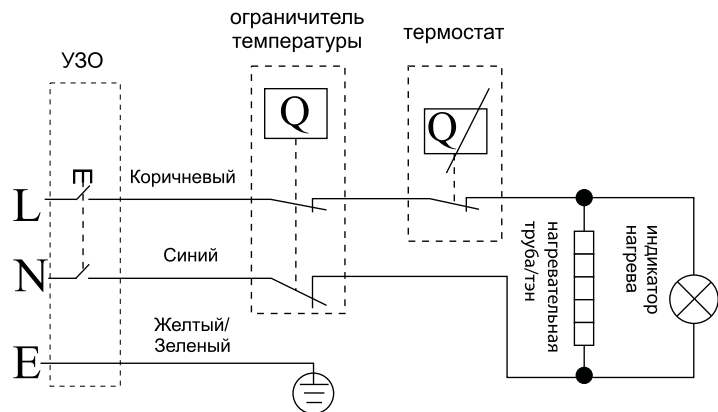 ограничитель
температуры
термостат
УЗО
Q
Q
L
Коричневый
N
Синий
E
Желтый/
Зеленый
нагревательная
труба/тэн
индикатор
нагрева